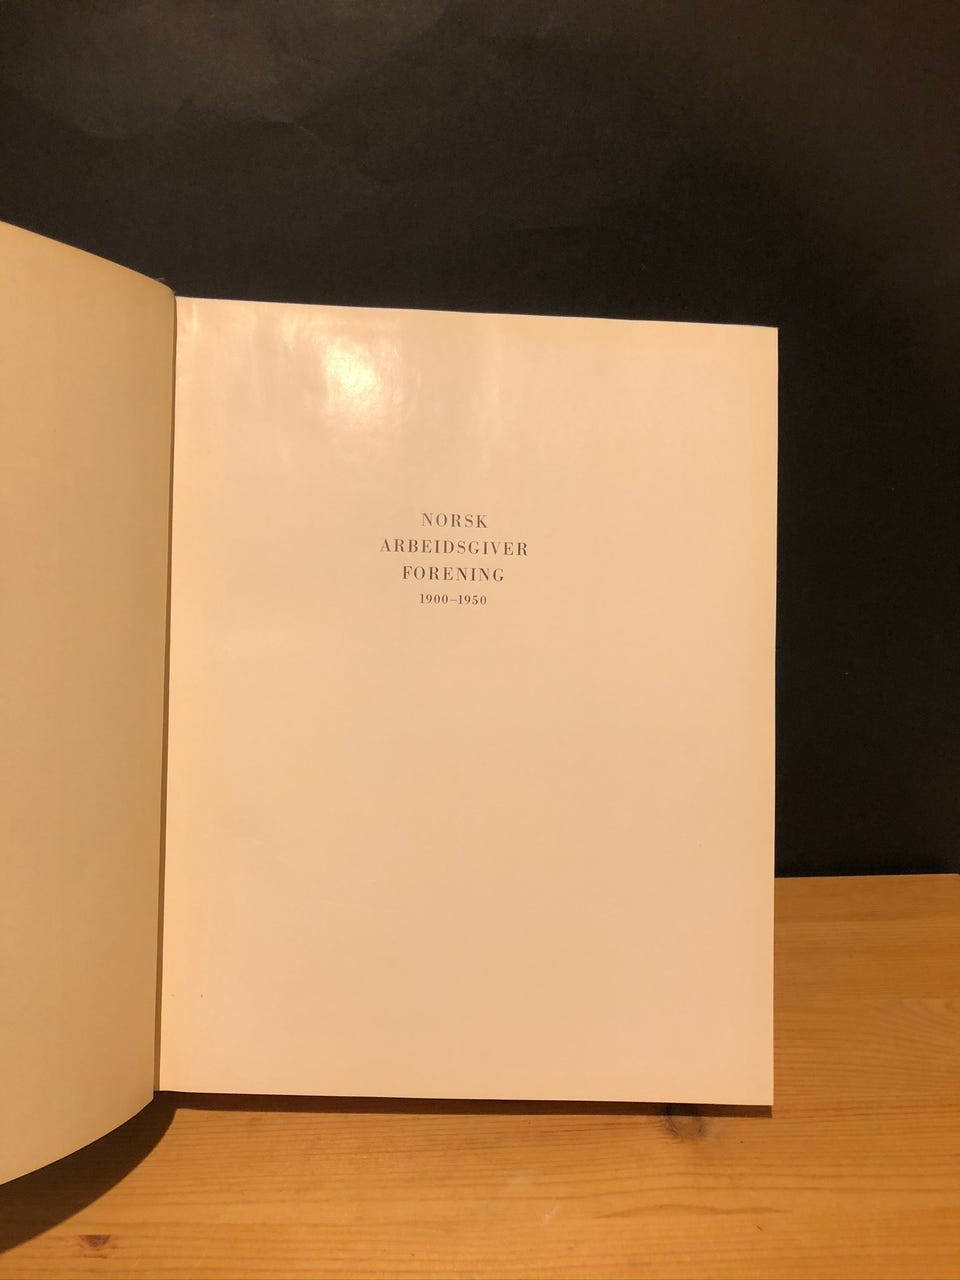 NORSK
ARBEIDSGIVER
FORENING
1900–1950